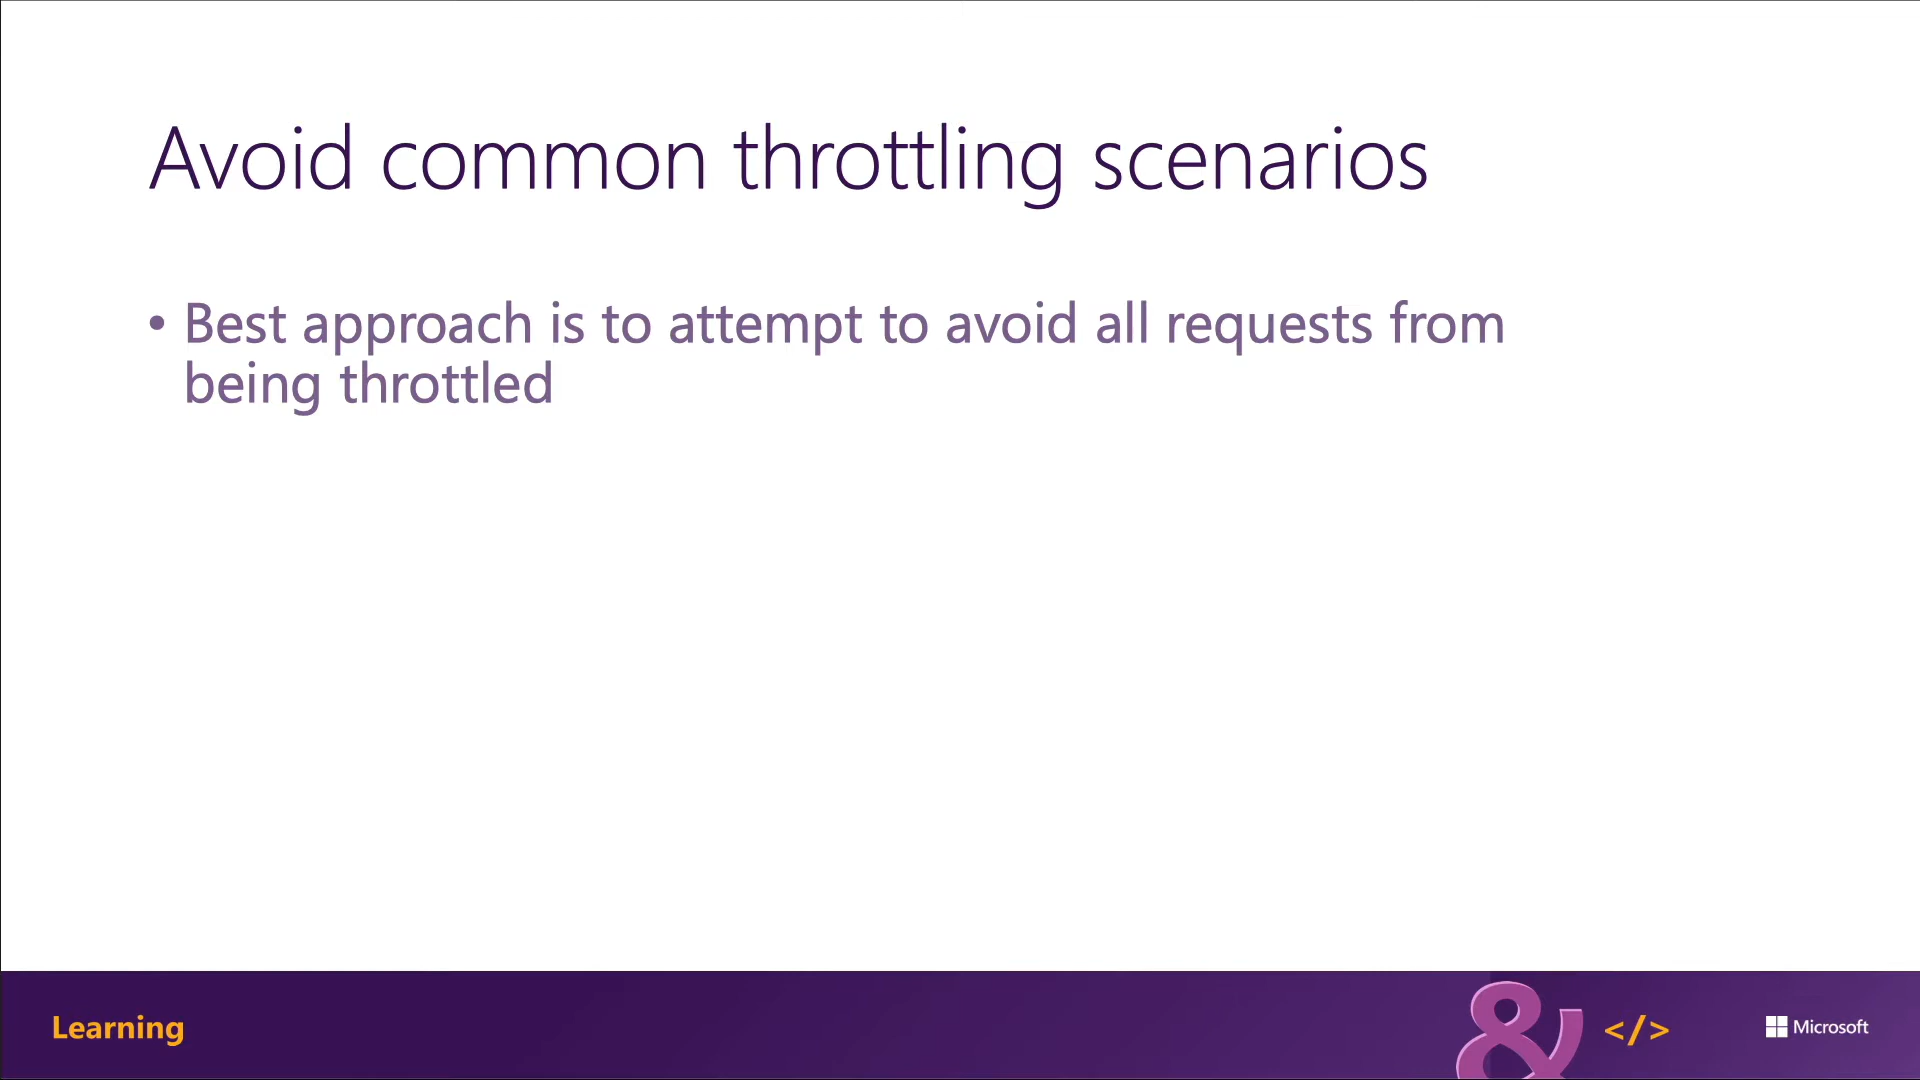 Avoid common throttling scenarios
• Best approach is to attempt to avoid all requests from
being throttled
Learning
& </>
Microsoft